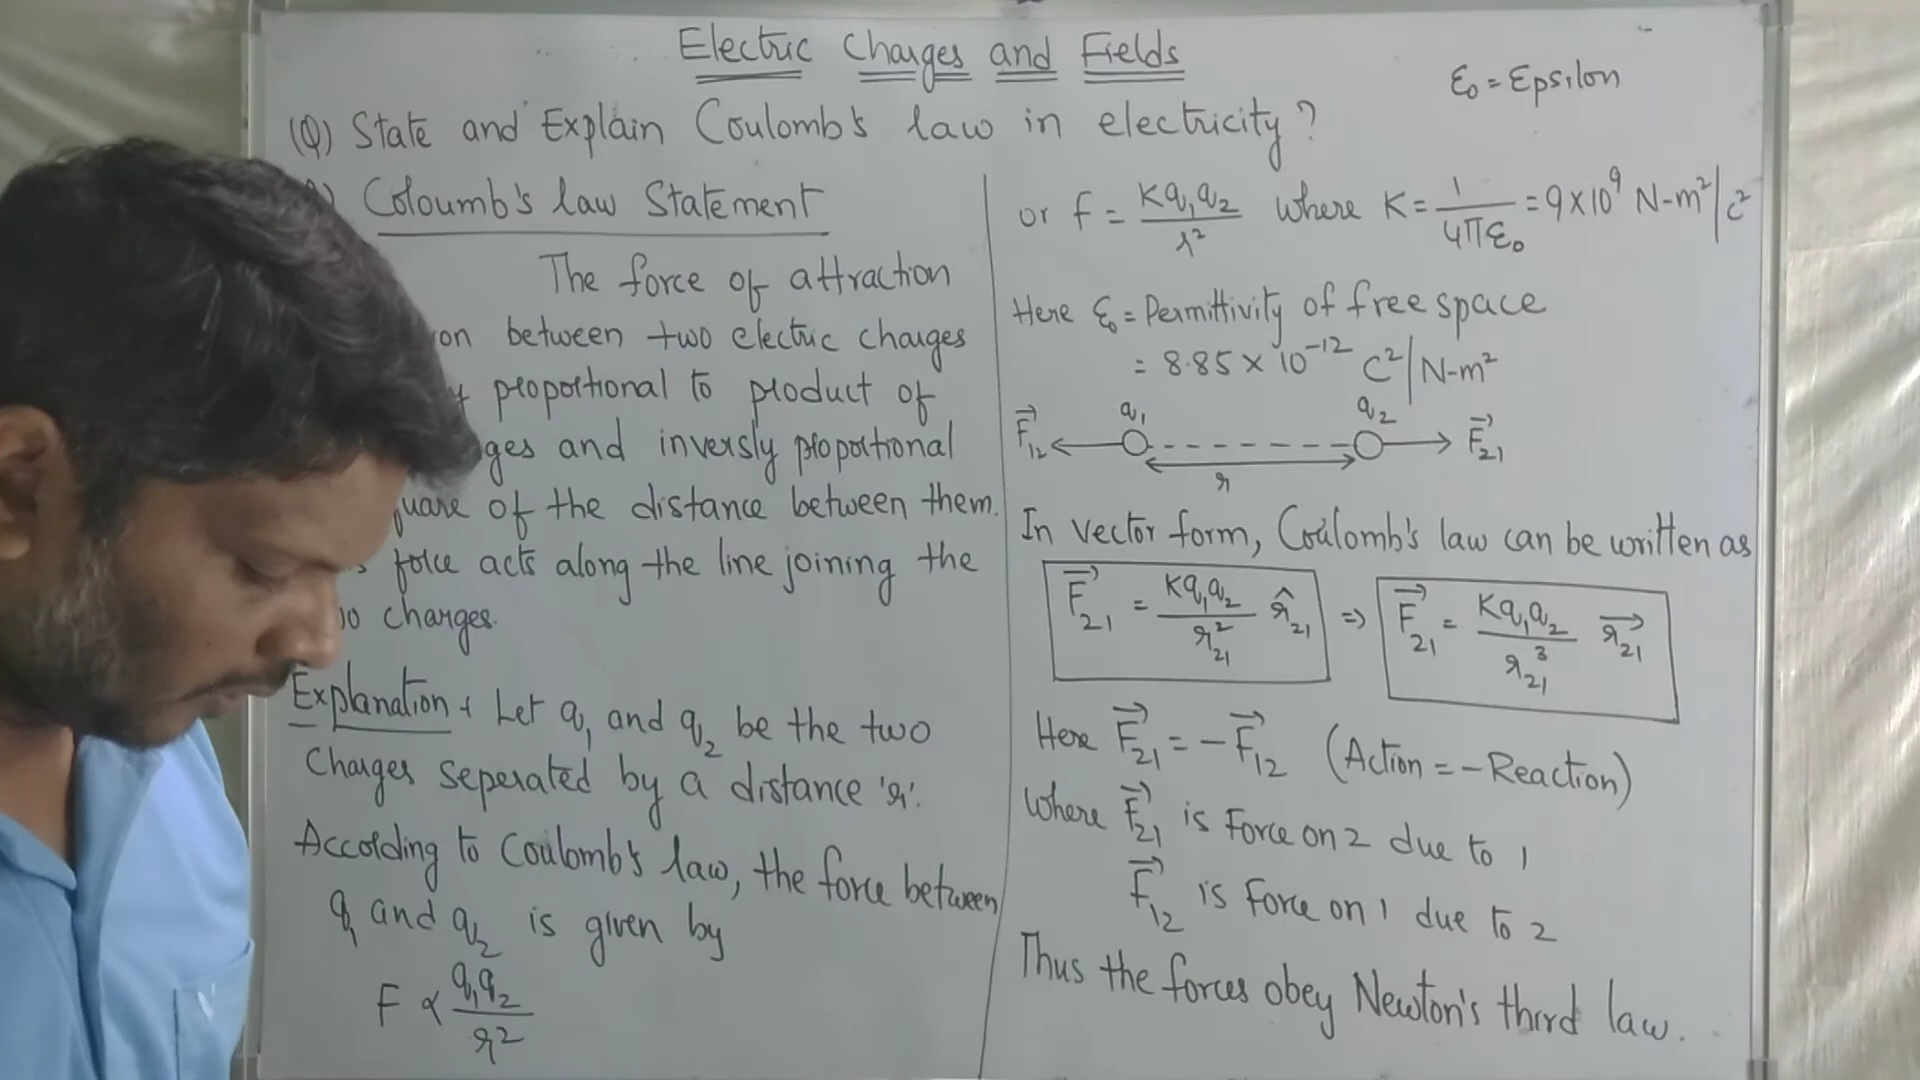 Electric Charges and Fields
ε₀ = Epsilon
(Q) State and Explain Coulomb's law in electricity?
Coloumb's law Statement
The force of attraction
between two electric charges
proportional to product of
and inversly proportional
of the distance between them.
force acts along the line joining the
charges.
Explanation : Let q₁ and q₂ be the two
Charges seperated by a distance 'r'.
According to Coulomb's law, the force between
q₁ and q₂ is given by
F ∝ q₁q₂/r²
or f = Kq₁q₂/r² where K = 1/4πε₀ = 9×10⁹ N-m²/c²
Here ε₀ = Permittivity of free space
= 8.85 × 10⁻¹² C²/N-m²
q₁ q₂
F⃗₁₂ F⃗₂₁
r
In vector form, Coulomb's law can be written as
F⃗₂₁ = Kq₁q₂/r₂₁² r̂₂₁ ⇒ F⃗₂₁ = Kq₁q₂/r₂₁³ r⃗₂₁
Here F⃗₂₁ = −F⃗₁₂ (Action = − Reaction)
Where F⃗₂₁ is Force on 2 due to 1
F⃗₁₂ is Force on 1 due to 2
Thus the forces obey Newton's third law.